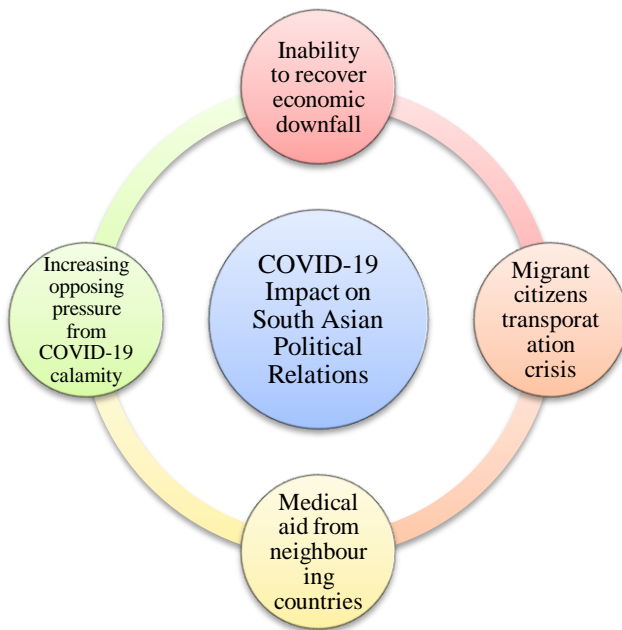 Inability
to recover
economic
downfall
COVID-19
Impact on
South Asian
Political
Relations
Increasing
opposing
pressure
from
COVID-19
calamity
Migrant
citizens
transporat
ation
crisis
Medical
aid from
neighbour
ing
countries